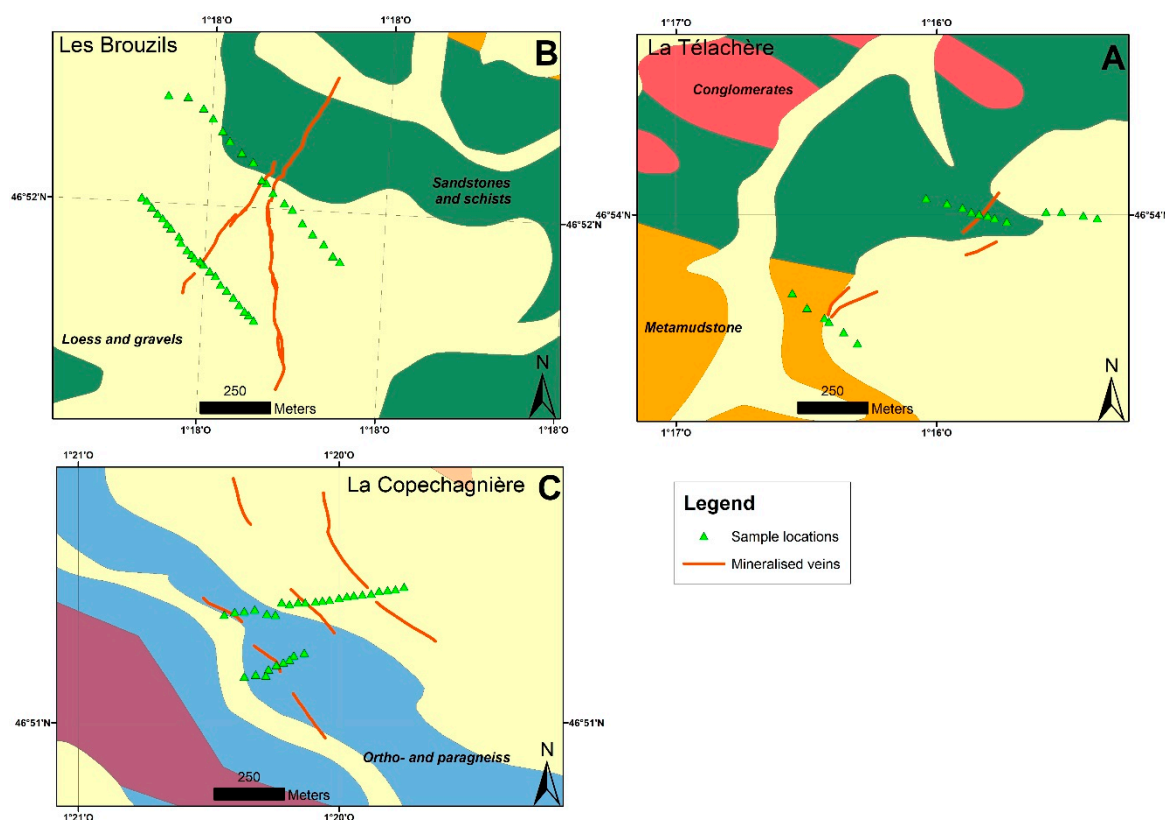 1°18'O
1°18'O
Les Brouzils
B
46°52'N
Sandstones
and schists
46°52'N
Loess and gravels
250
Meters
N
1°18'O
1°18'O
1°18'O
1°17'O
1°16'O
La Télachère
A
Conglomerates
46°54'N
46°54'N
Metamudstone
250
Meters
N
1°17'O
1°16'O
1°21'O
1°20'O
La Copechagnière
C
46°51'N
46°51'N
Ortho- and paragneiss
250
Meters
N
1°21'O
1°20'O
Legend
Sample locations
Mineralised veins